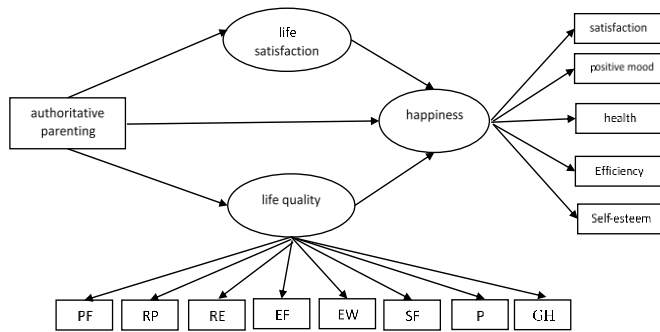 life
satisfaction
satisfaction
positive mood
authoritative
parenting
happiness
health
Efficiency
life quality
Self-esteem
PF
RP
RE
EF
EW
SF
P
GH